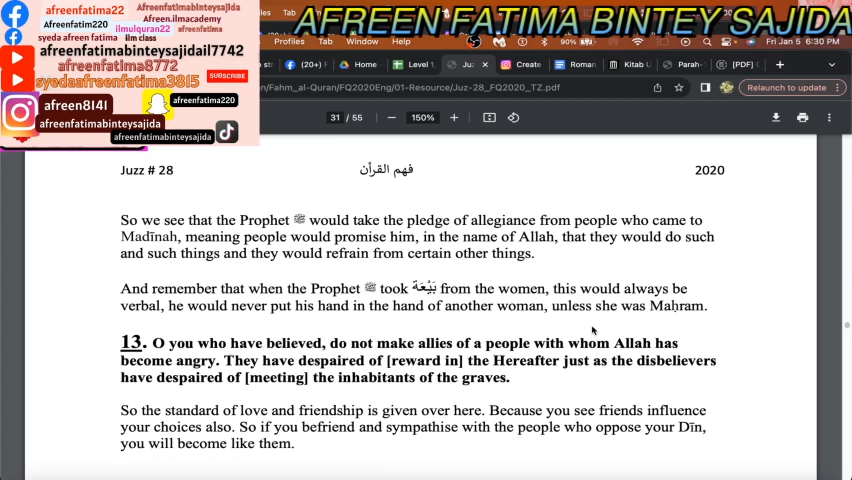 afreenfatima22
Afreenfatimabinteysajida
Afreenfatim220
Afreen.ilmacademy
ilmulquran22
syeda afreen fatima ilm class
afreenfatimabinteysajidail7742
afreenfatima8772
syedaafreenfatima3815
SUBSCRIBE
afreen8141
afreenfatima220
afreenfatimabinteysajida
afreenfatimabinteysajida
AFREEN FATIMA BINTEY SAJIDA
Profiles Tab Window Help
90% Fri Jan 5 6:30 PM
(20+) F Home - Level 1. Juz- Create Roman Kitab U Parah- [PDF] (
n/Fahm_al-Quran/FQ2020Eng/01-Resource/Juz-28_FQ2020_TZ.pdf
Relaunch to update
31 / 55 150%
Juzz # 28 فهم القرأن 2020
So we see that the Prophet ﷺ would take the pledge of allegiance from people who came to
Madīnah, meaning people would promise him, in the name of Allah, that they would do such
and such things and they would refrain from certain other things.
And remember that when the Prophet ﷺ took بَيْعَة from the women, this would always be
verbal, he would never put his hand in the hand of another woman, unless she was Maḥram.
13. O you who have believed, do not make allies of a people with whom Allah has
become angry. They have despaired of [reward in] the Hereafter just as the disbelievers
have despaired of [meeting] the inhabitants of the graves.
So the standard of love and friendship is given over here. Because you see friends influence
your choices also. So if you befriend and sympathise with the people who oppose your Dīn,
you will become like them.